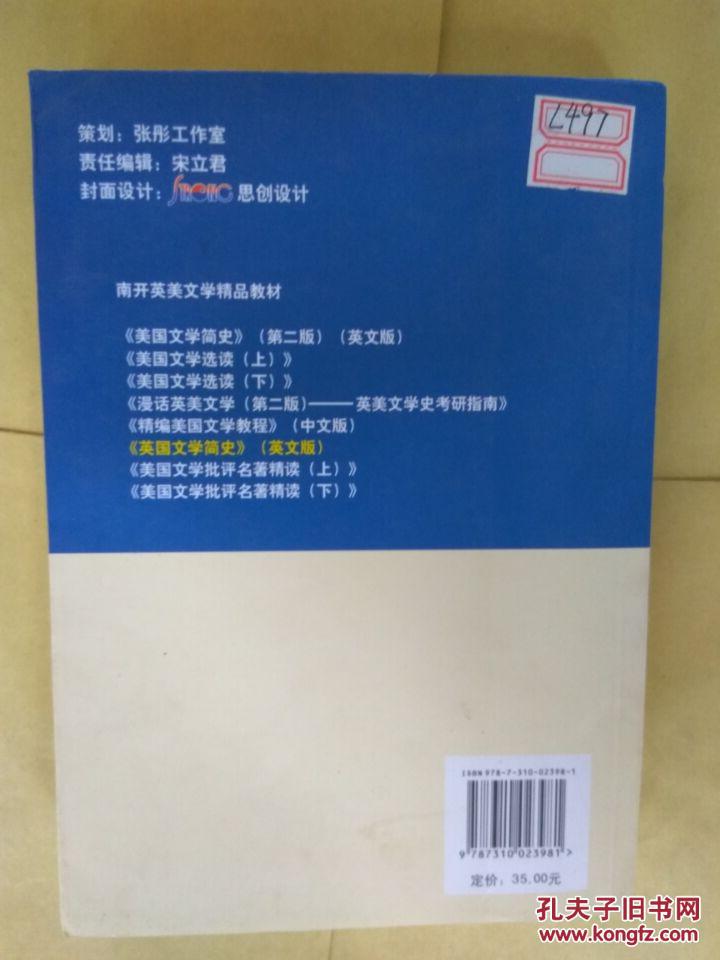 策划：张彤工作室
责任编辑：宋立君
封面设计：STRONG 思创设计
L497
南开英美文学精品教材
《美国文学简史》（第二版）（英文版）
《美国文学选读（上）》
《美国文学选读（下）》
《漫话英美文学（第二版）——英美文学史考研指南》
《精编美国文学教程》（中文版）
《英国文学简史》（英文版）
《美国文学批评名著精读（上）》
《美国文学批评名著精读（下）》
ISBN 978-7-310-02398-1
9 787310 023981 >
定价：35.00元
孔夫子旧书网
www.kongfz.com